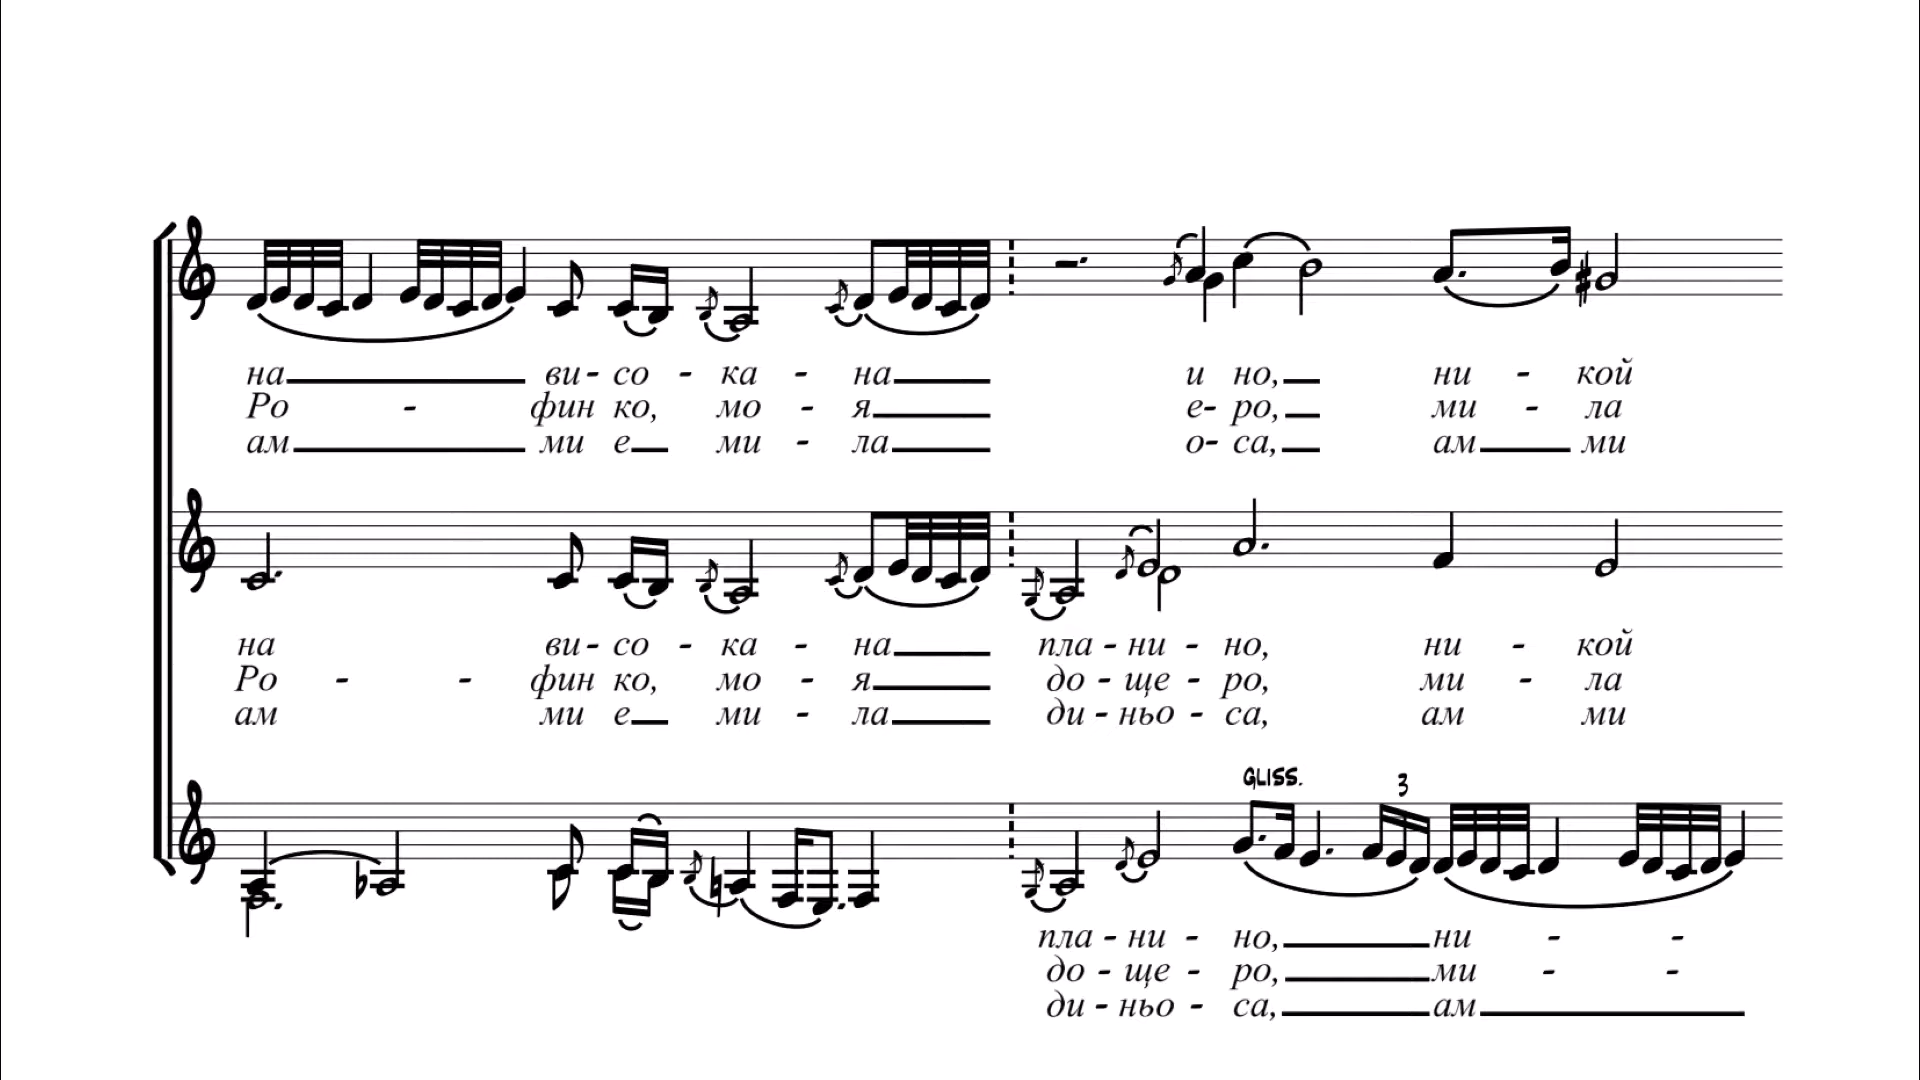 на ви- со - ка - на и но, ни - кой
Ро - фин ко, мо - я е- ро, ми - ла
ам ми е ми - ла о- са, ам ми
на ви- со - ка - на пла - ни - но, ни - кой
Ро - - фин ко, мо - я до - ще - ро, ми - ла
ам ми е ми - ла ди - ньо - са, ам ми
GLISS. 3
пла - ни - но, ни - -
до - ще - ро, ми - -
ди - ньо - са, ам